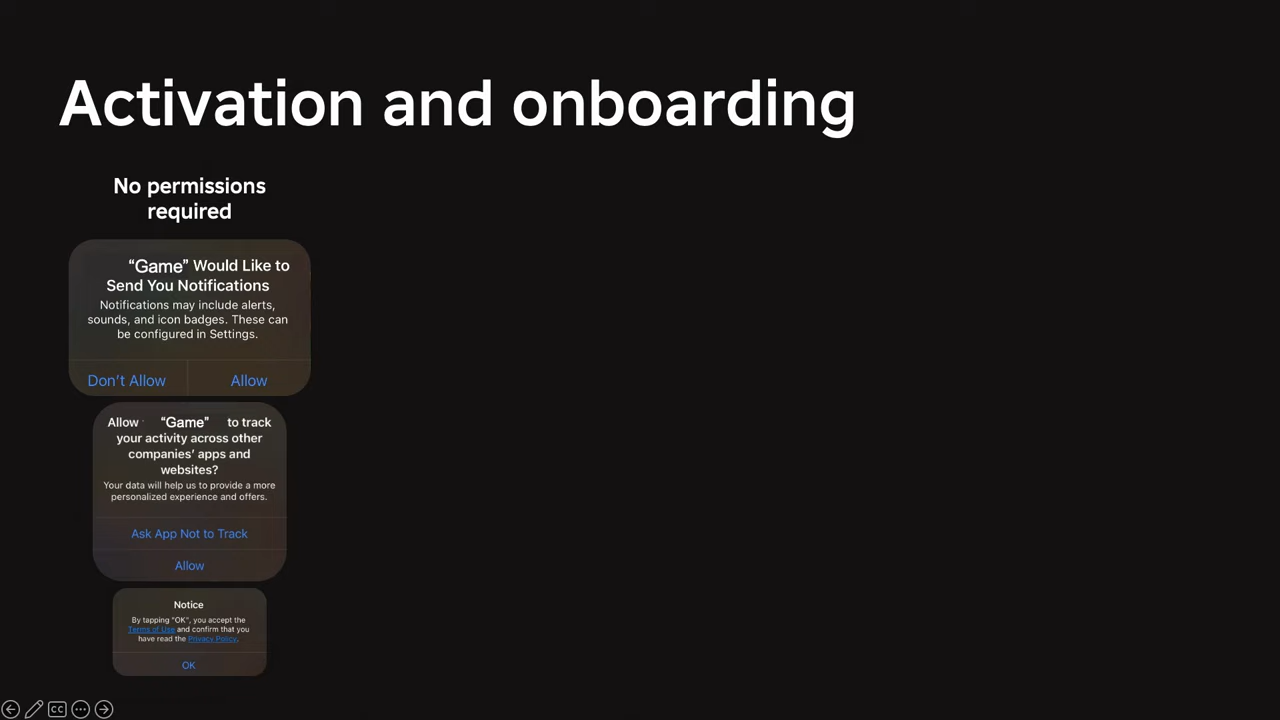 Activation and onboarding
No permissions
required
“Game” Would Like to
Send You Notifications
Notifications may include alerts,
sounds, and icon badges. These can
be configured in Settings.
Don’t Allow
Allow
Allow “Game” to track
your activity across other
companies’ apps and
websites?
Your data will help us to provide a more
personalized experience and offers.
Ask App Not to Track
Allow
Notice
By tapping "OK", you accept the
Terms of Use and confirm that you
have read the Privacy Policy.
OK
CC